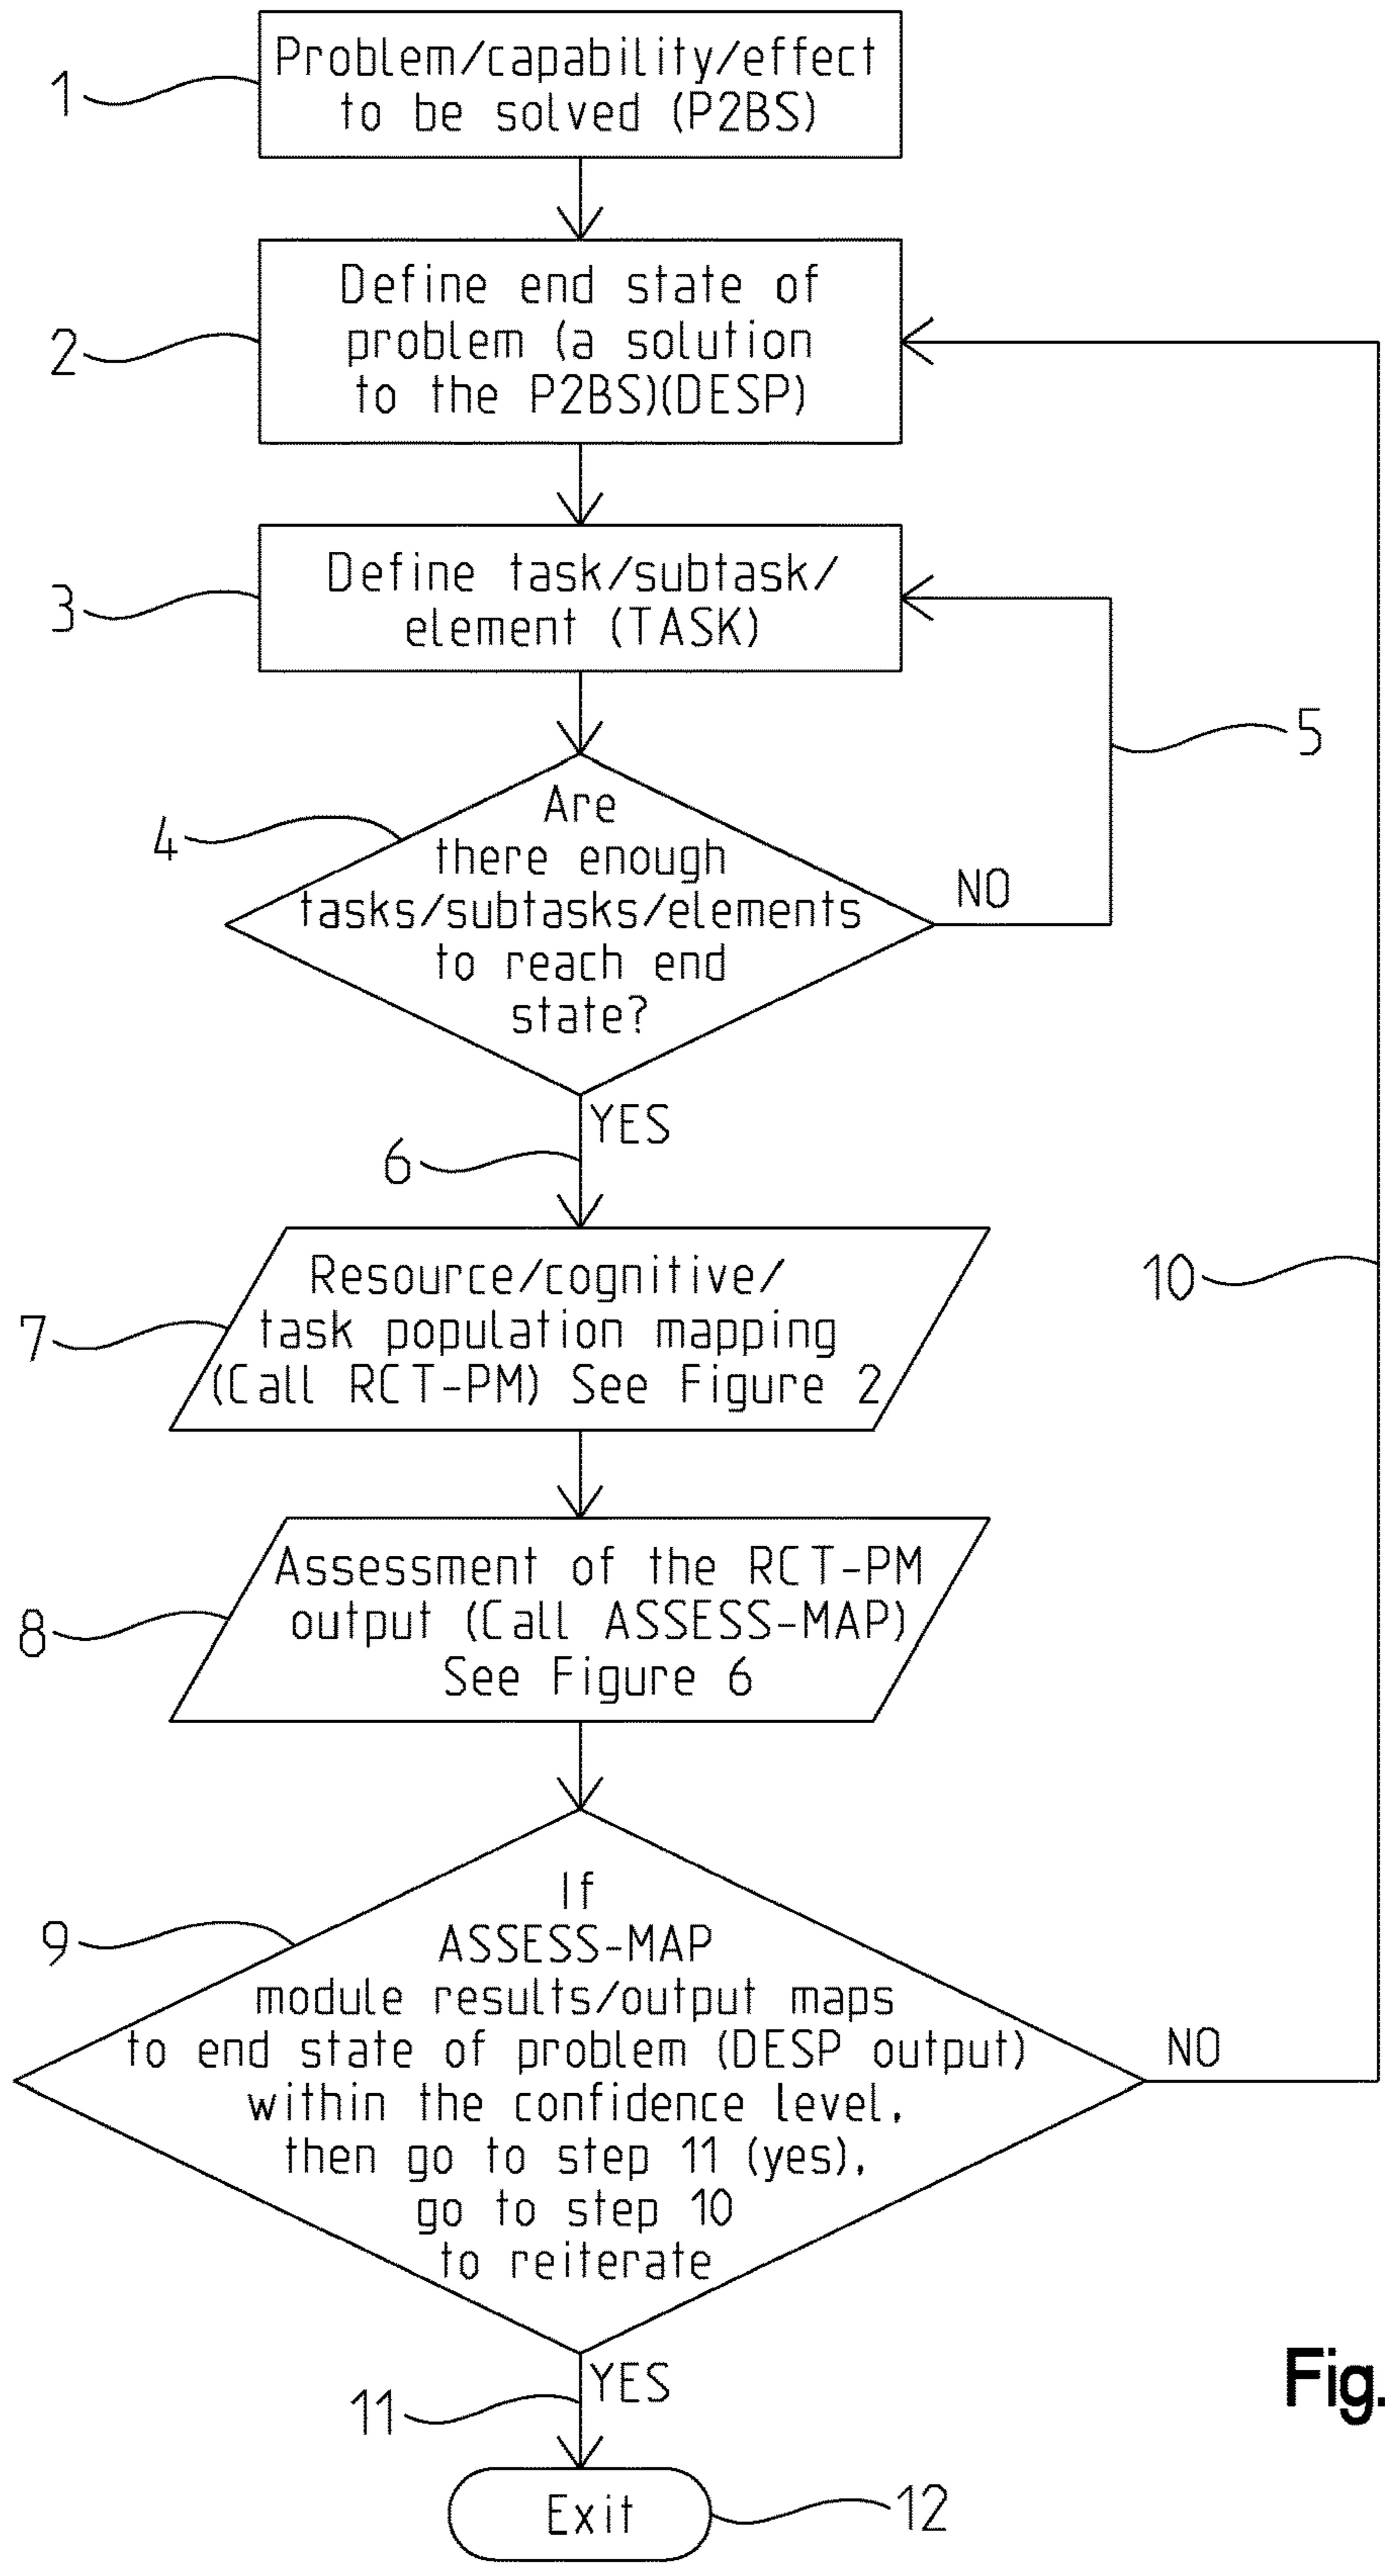 Problem/capability/effect
to be solved (P2BS)
1
Define end state of
problem (a solution
to the P2BS)(DESP)
2
Define task/subtask/
element (TASK)
3
5
Are
there enough
tasks/subtasks/elements
to reach end
state?
4
NO
YES
6
Resource/cognitive/
task population mapping
(Call RCT-PM) See Figure 2
7
10
Assessment of the RCT-PM
output (Call ASSESS-MAP)
See Figure 6
8
If
ASSESS-MAP
module results/output maps
to end state of problem (DESP output)
within the confidence level,
then go to step 11 (yes),
go to step 10
to reiterate
9
NO
YES
11
Exit
12
Fig.